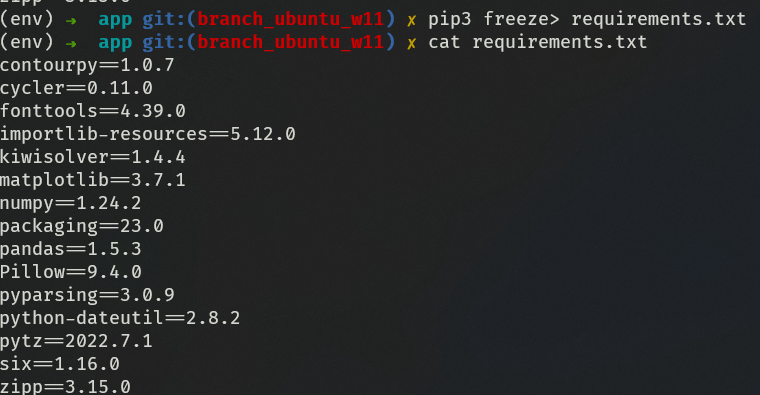 (env) ➜ app git:(branch_ubuntu_w11) ✗ pip3 freeze> requirements.txt
(env) ➜ app git:(branch_ubuntu_w11) ✗ cat requirements.txt
contourpy==1.0.7
cycler==0.11.0
fonttools==4.39.0
importlib-resources==5.12.0
kiwisolver==1.4.4
matplotlib==3.7.1
numpy==1.24.2
packaging==23.0
pandas==1.5.3
Pillow==9.4.0
pyparsing==3.0.9
python-dateutil==2.8.2
pytz==2022.7.1
six==1.16.0
zipp==3.15.0